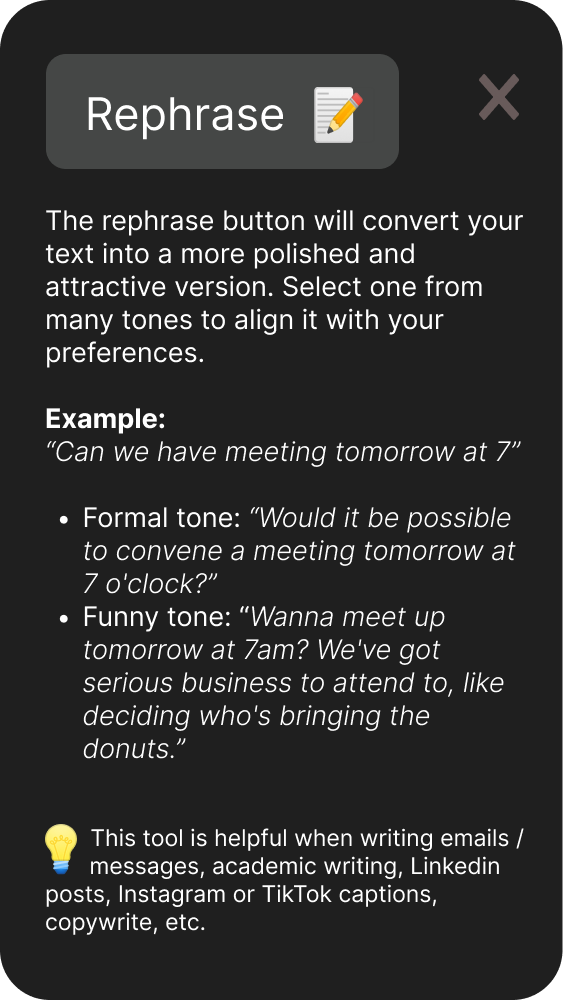 Rephrase 📝
The rephrase button will convert your
text into a more polished and
attractive version. Select one from
many tones to align it with your
preferences.
Example:
“Can we have meeting tomorrow at 7”
• Formal tone: “Would it be possible
to convene a meeting tomorrow at
7 o'clock?”
• Funny tone: “Wanna meet up
tomorrow at 7am? We've got
serious business to attend to, like
deciding who's bringing the
donuts.”
💡 This tool is helpful when writing emails /
messages, academic writing, Linkedin
posts, Instagram or TikTok captions,
copywrite, etc.